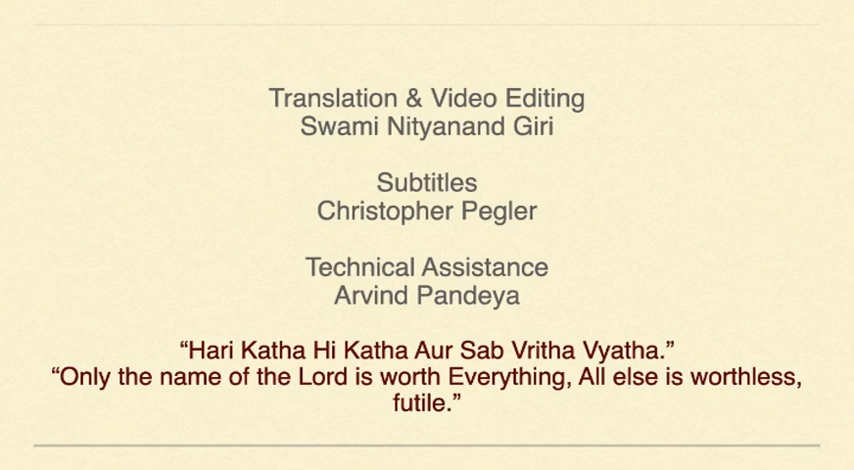 Translation & Video Editing
Swami Nityanand Giri
Subtitles
Christopher Pegler
Technical Assistance
Arvind Pandeya
“Hari Katha Hi Katha Aur Sab Vritha Vyatha.”
“Only the name of the Lord is worth Everything, All else is worthless,
futile.”